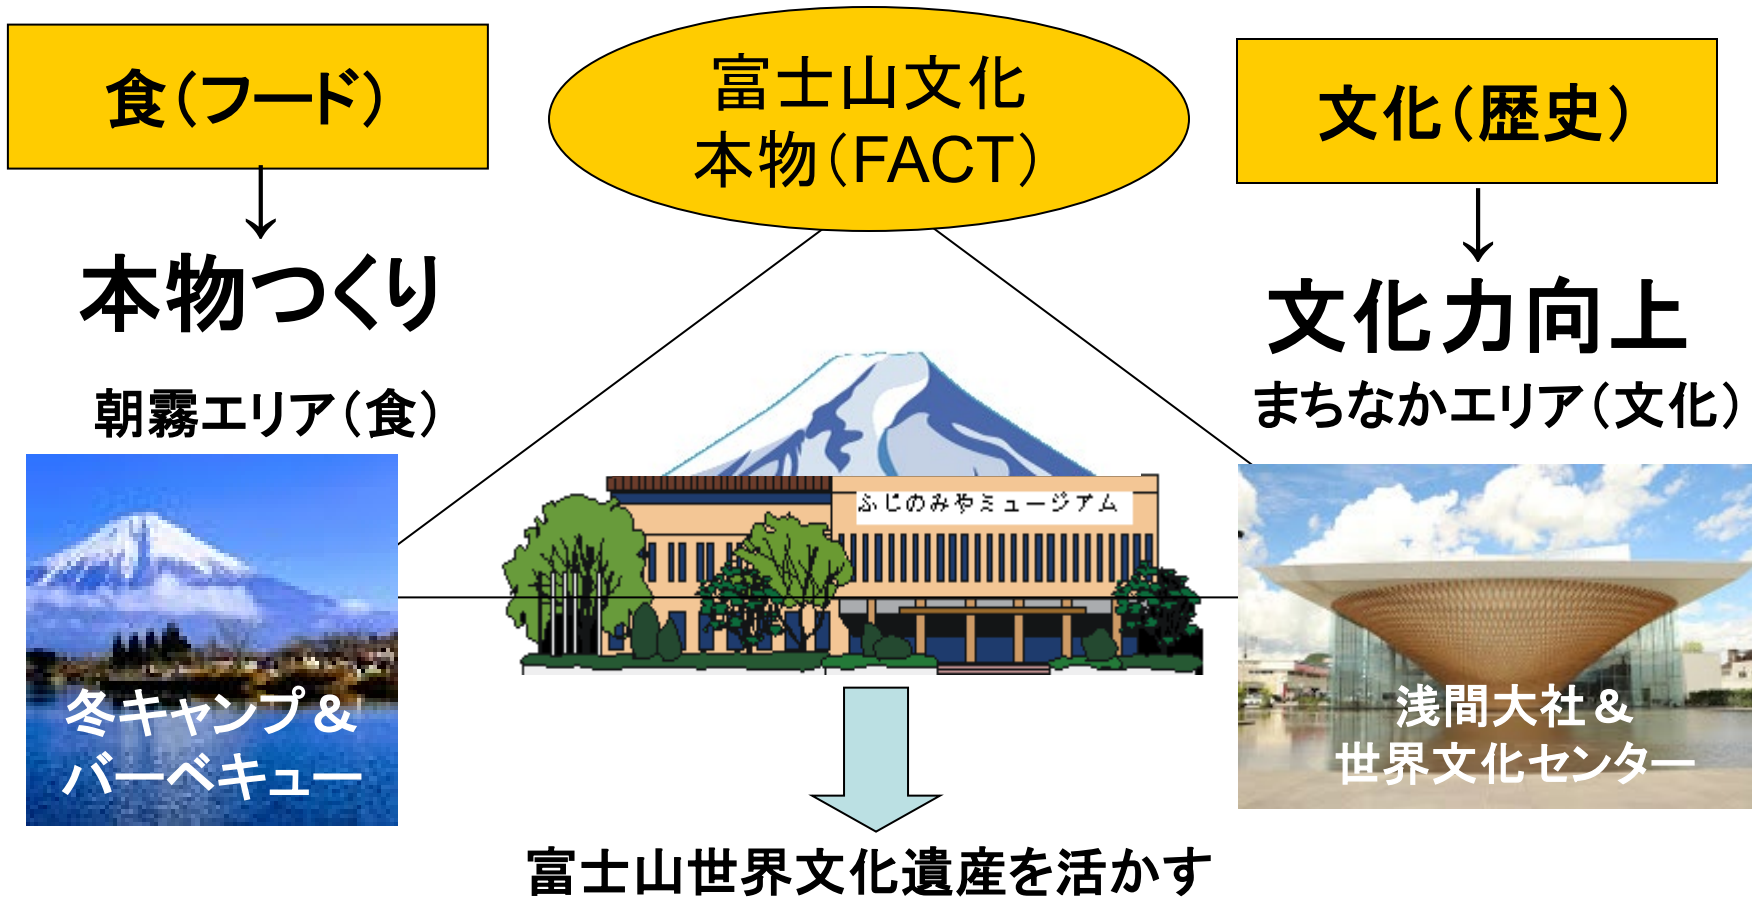 食（フード）
富士山文化
本物（FACT）
文化（歴史）
本物つくり
文化力向上
朝霧エリア（食）
まちなかエリア（文化）
ふじのみやミュージアム
冬キャンプ＆
バーベキュー
浅間大社＆
世界文化センター
富士山世界文化遺産を活かす